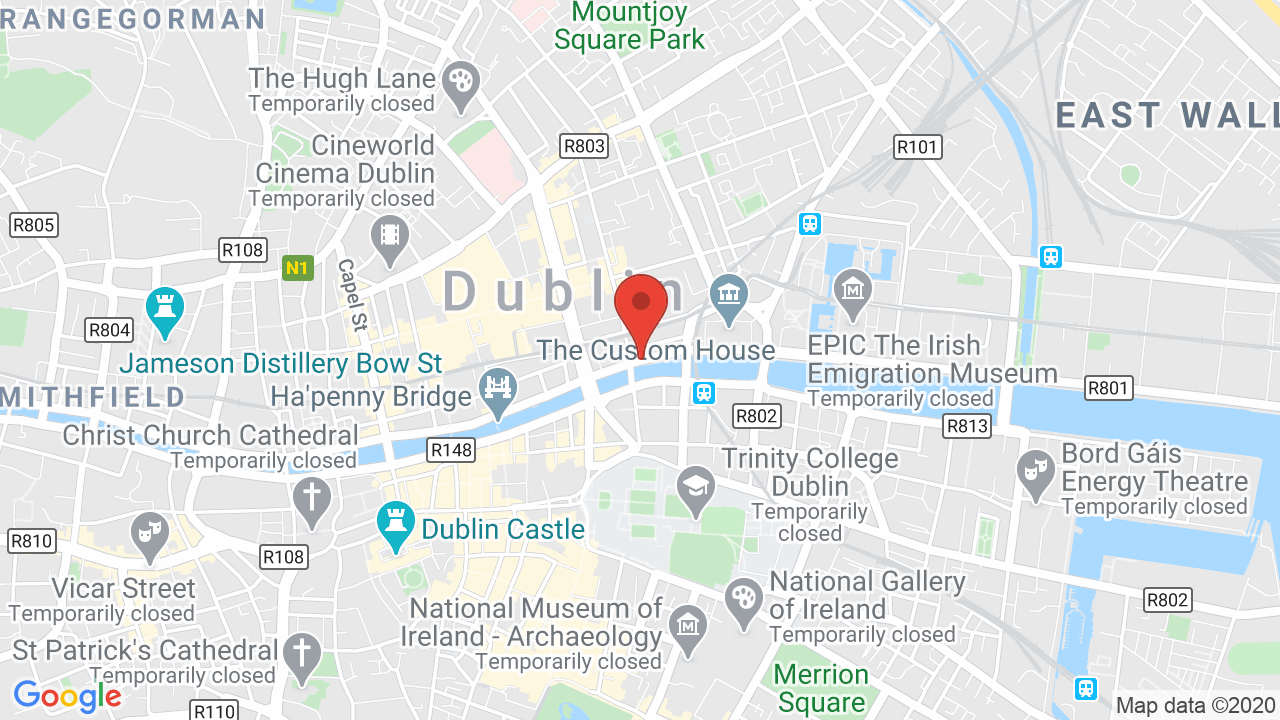 RANGEGORMAN
Mountjoy
Square Park
The Hugh Lane
Temporarily closed
EAST WALL
Cineworld
Cinema Dublin
Temporarily closed
R803
R101
R805
R108
N1
Capel St
Dublin
R804
The Custom House
Jameson Distillery Bow St
EPIC The Irish
Emigration Museum
Temporarily closed
R801
MITHFIELD
Ha'penny Bridge
R802
R813
Christ Church Cathedral
Temporarily closed
R148
Trinity College
Dublin
Temporarily
closed
Bord Gáis
Energy Theatre
Temporarily closed
Dublin Castle
R810
R108
Vicar Street
Temporarily closed
National Gallery
of Ireland
Temporarily closed
R802
National Museum of
Ireland - Archaeology
Temporarily closed
St Patrick's Cathedral
Temporarily closed
Merrion
Square
Google
R110
Map data ©2020